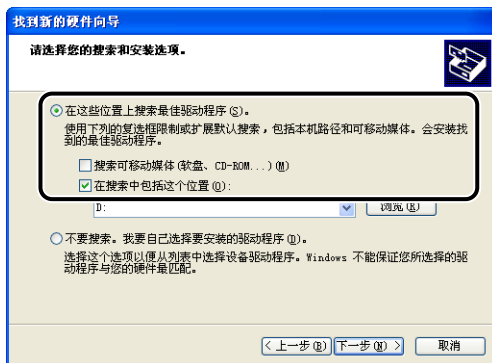 找到新的硬件向导
请选择您的搜索和安装选项。
在这些位置上搜索最佳驱动程序(S)。
使用下列的复选框限制或扩展默认搜索，包括本机路径和可移动媒体。会安装找
到的最佳驱动程序。
搜索可移动媒体(软盘、CD-ROM...)(M)
在搜索中包括这个位置(O):
D:
浏览(R)
不要搜索。我要自己选择要安装的驱动程序(D)。
选择这个选项以便从列表中选择设备驱动程序。Windows 不能保证您所选择的驱
动程序与您的硬件最匹配。
< 上一步(B) 下一步(N) > 取消